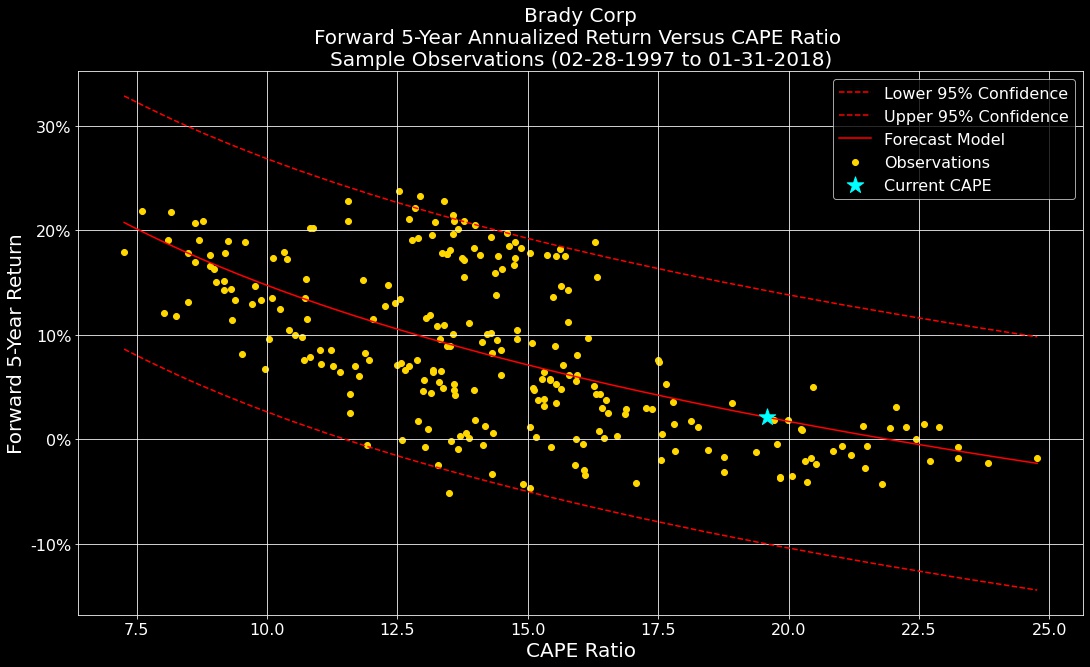 Brady Corp
Forward 5-Year Annualized Return Versus CAPE Ratio
Sample Observations (02-28-1997 to 01-31-2018)
Lower 95% Confidence
Upper 95% Confidence
Forecast Model
Observations
Current CAPE
Forward 5-Year Return
30%
20%
10%
0%
-10%
7.5 10.0 12.5 15.0 17.5 20.0 22.5 25.0
CAPE Ratio